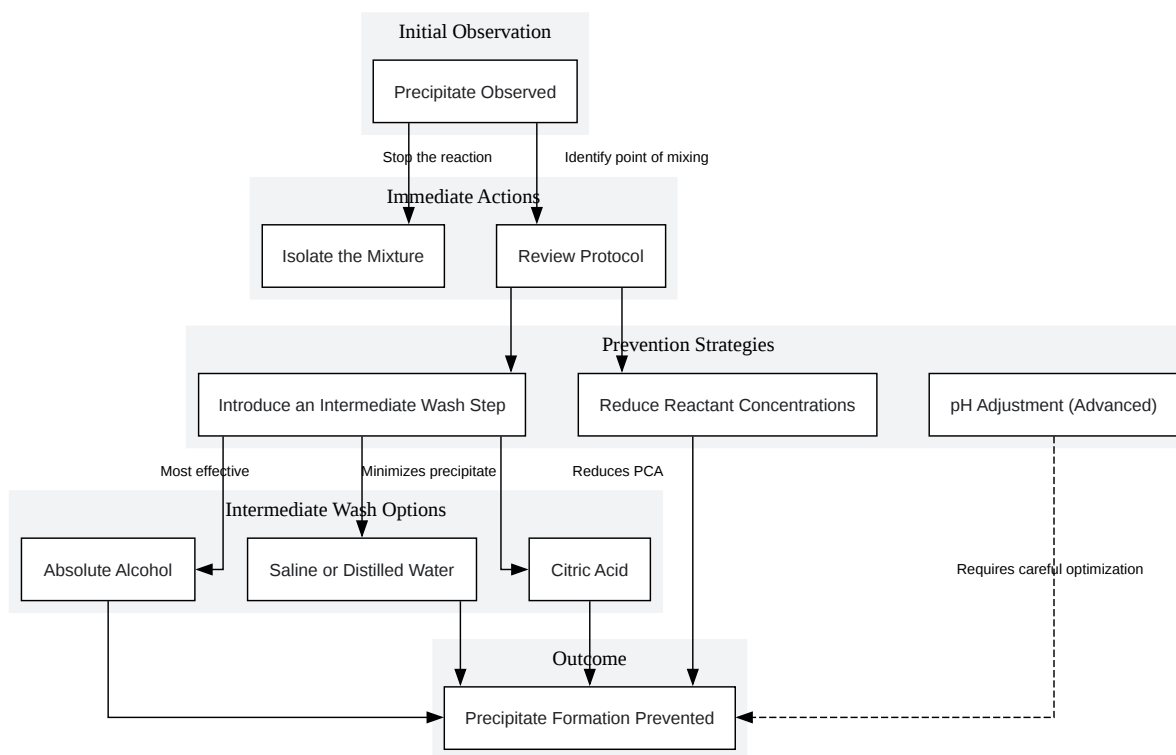 Initial Observation
Precipitate Observed
Stop the reaction
Identify point of mixing
Immediate Actions
Isolate the Mixture
Review Protocol
Prevention Strategies
Introduce an Intermediate Wash Step
Reduce Reactant Concentrations
pH Adjustment (Advanced)
Most effective
Minimizes precipitate
Reduces PCA
Intermediate Wash Options
Absolute Alcohol
Saline or Distilled Water
Citric Acid
Requires careful optimization
Outcome
Precipitate Formation Prevented